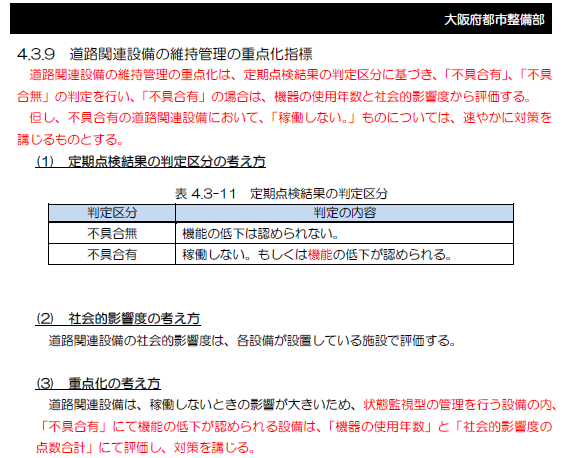 大阪府都市整備部
4.3.9 道路関連設備の維持管理の重点化指標
道路関連設備の維持管理の重点化は、定期点検結果の判定区分に基づき、「不具合有」、「不具
合無」の判定を行い、「不具合有」の場合は、機器の使用年数と社会的影響度から評価する。
但し、不具合有の道路関連設備において、「稼働しない。」ものについては、速やかに対策を
講じるものとする。
(1) 定期点検結果の判定区分の考え方
表 4.3-11 定期点検結果の判定区分
判定区分 判定の内容
不具合無 機能の低下は認められない。
不具合有 稼働しない。もしくは機能の低下が認められる。
(2) 社会的影響度の考え方
道路関連設備の社会的影響度は、各設備が設置している施設で評価する。
(3) 重点化の考え方
道路関連設備は、稼働しないときの影響が大きいため、状態監視型の管理を行う設備の内、
「不具合有」にて機能の低下が認められる設備は、「機器の使用年数」と「社会的影響度の
点数合計」にて評価し、対策を講じる。